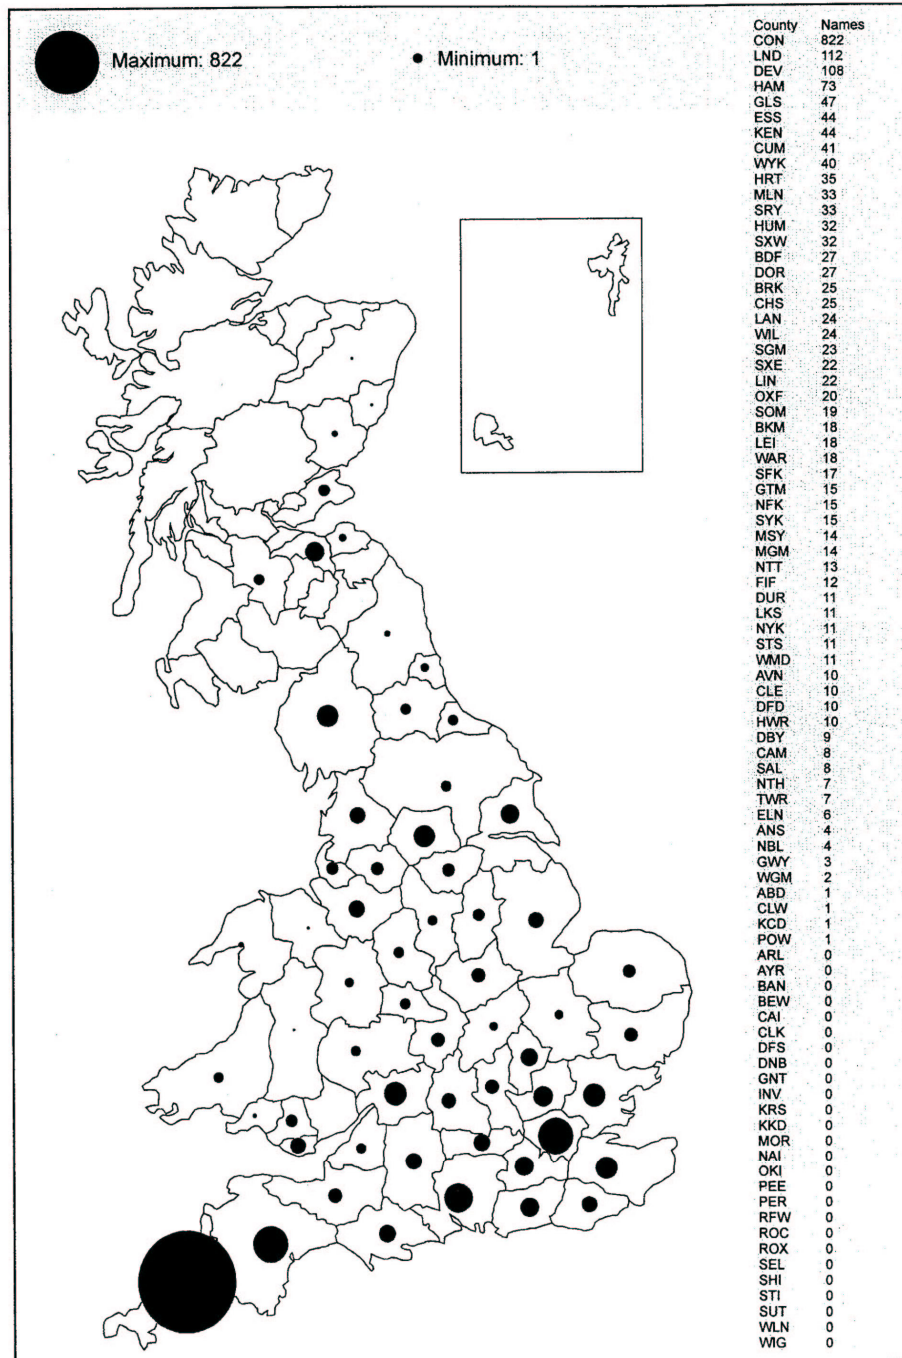 Maximum: 822
Minimum: 1
County Names
CON 822
LND 112
DEV 108
HAM 73
GLS 47
ESS 44
KEN 44
CUM 41
WYK 40
HRT 35
MLN 33
SRY 33
HUM 32
SXW 32
BDF 27
DOR 27
BRK 25
CHS 25
LAN 24
WIL 24
SGM 23
SXE 22
LIN 22
OXF 20
SOM 19
BKM 18
LEI 18
WAR 18
SFK 17
GTM 15
NFK 15
SYK 15
MSY 14
MGM 14
NTT 13
FIF 12
DUR 11
LKS 11
NYK 11
STS 11
WMD 11
AVN 10
CLE 10
DFD 10
HWR 10
DBY 9
CAM 8
SAL 8
NTH 7
TWR 7
ELN 6
ANS 4
NBL 4
GWY 3
WGM 2
ABD 1
CLW 1
KCD 1
POW 1
ARL 0
AYR 0
BAN 0
BEW 0
CAI 0
CLK 0
DFS 0
DNB 0
GNT 0
INV 0
KRS 0
KKD 0
MOR 0
NAI 0
OKI 0
PEE 0
PER 0
RFW 0
ROC 0
ROX 0
SEL 0
SHI 0
STI 0
SUT 0
WLN 0
WIG 0